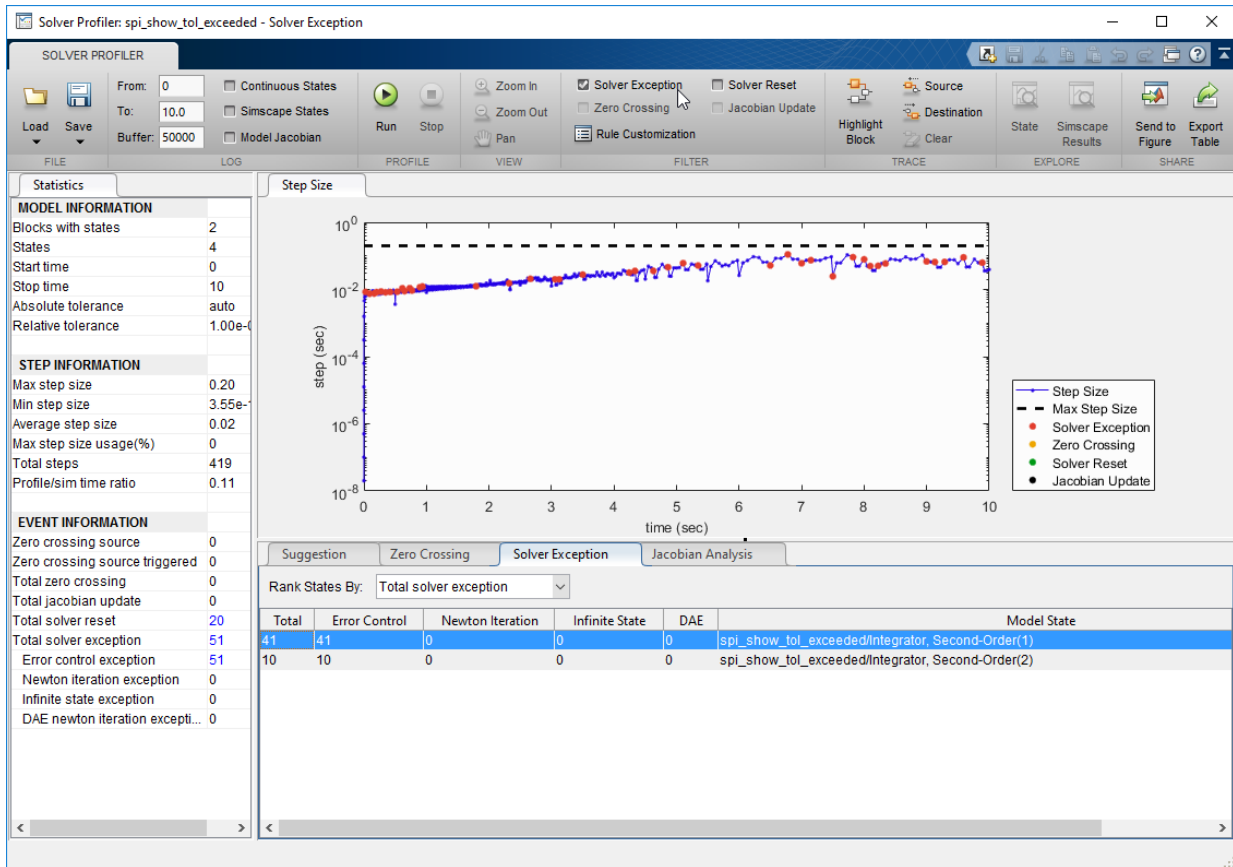 Solver Profiler: spi_show_tol_exceeded - Solver Exception
SOLVER PROFILER
Load
Save
From: 0
To: 10.0
Buffer: 50000
FILE
Continuous States
Simscape States
Model Jacobian
LOG
Run
Stop
PROFILE
Zoom In
Zoom Out
Pan
VIEW
Solver Exception
Solver Reset
Zero Crossing
Jacobian Update
Rule Customization
FILTER
Highlight
Block
Source
Destination
Clear
TRACE
State
Simscape
Results
EXPLORE
Send to
Figure
Export
Table
SHARE
Statistics
MODEL INFORMATION
Blocks with states 2
States 4
Start time 0
Stop time 10
Absolute tolerance auto
Relative tolerance 1.00e-
STEP INFORMATION
Max step size 0.20
Min step size 3.55e-
Average step size 0.02
Max step size usage(%) 0
Total steps 419
Profile/sim time ratio 0.11
EVENT INFORMATION
Zero crossing source 0
Zero crossing source triggered 0
Total zero crossing 0
Total jacobian update 0
Total solver reset 20
Total solver exception 51
Error control exception 51
Newton iteration exception 0
Infinite state exception 0
DAE newton iteration excepti... 0
Step Size
10^0
10^-2
10^-4
10^-6
10^-8
step (sec)
0 1 2 3 4 5 6 7 8 9 10
time (sec)
Step Size
Max Step Size
Solver Exception
Zero Crossing
Solver Reset
Jacobian Update
Suggestion
Zero Crossing
Solver Exception
Jacobian Analysis
Rank States By: Total solver exception
Total Error Control Newton Iteration Infinite State DAE Model State
41 41 0 0 0 spi_show_tol_exceeded/Integrator, Second-Order(1)
10 10 0 0 0 spi_show_tol_exceeded/Integrator, Second-Order(2)